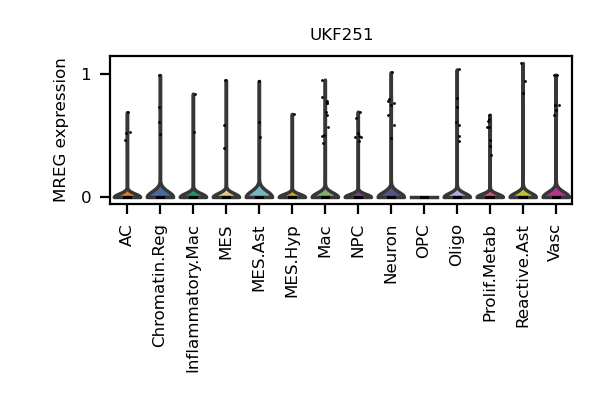 UKF251
MREG expression
1
0
AC
Chromatin.Reg
Inflammatory.Mac
MES
MES.Ast
MES.Hyp
Mac
NPC
Neuron
OPC
Oligo
Prolif.Metab
Reactive.Ast
Vasc